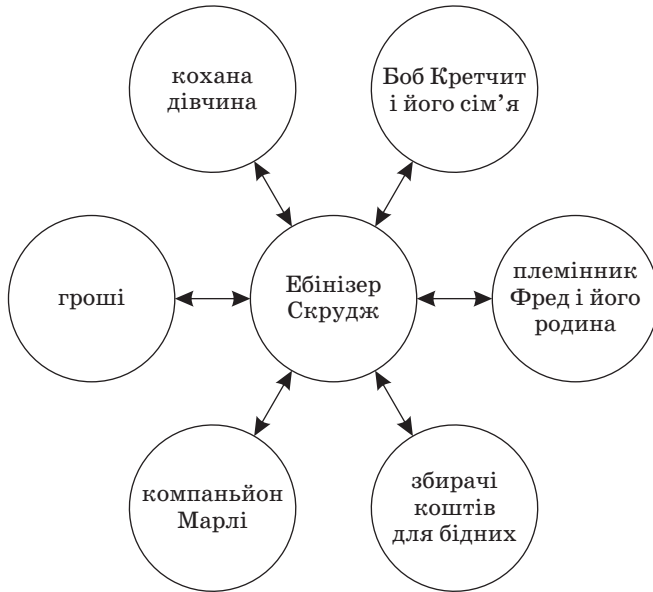 кохана
дівчина
Боб Кретчит
і його сім’я
гроші
Ебінізер
Скрудж
племінник
Фред і його
родина
компаньйон
Марлі
збирачі
коштів
для бідних